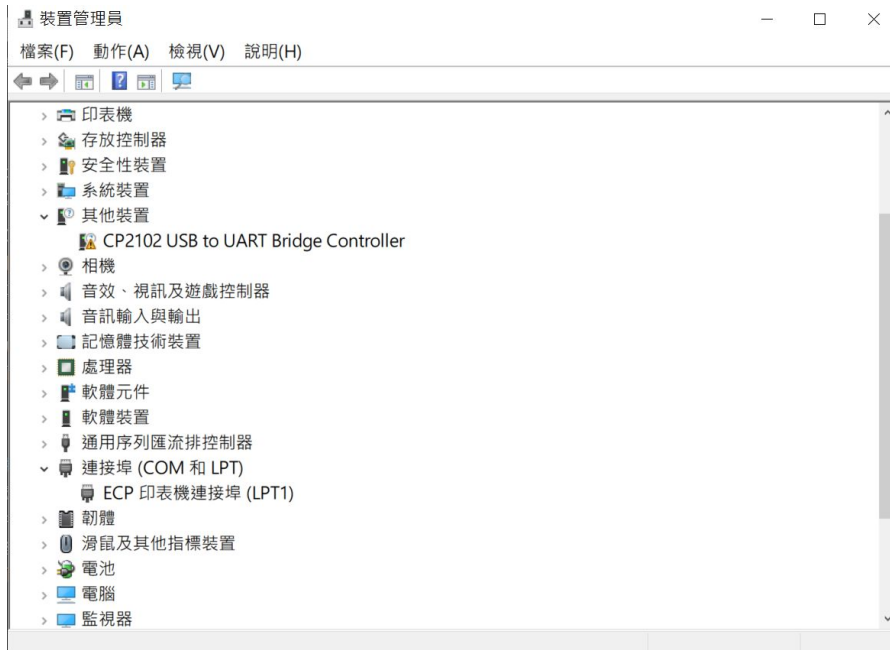 裝置管理員
檔案(F) 動作(A) 檢視(V) 說明(H)
印表機
存放控制器
安全性裝置
系統裝置
其他裝置
CP2102 USB to UART Bridge Controller
相機
音效、視訊及遊戲控制器
音訊輸入與輸出
記憶體技術裝置
處理器
軟體元件
軟體裝置
通用序列匯流排控制器
連接埠 (COM 和 LPT)
ECP 印表機連接埠 (LPT1)
韌體
滑鼠及其他指標裝置
電池
電腦
監視器